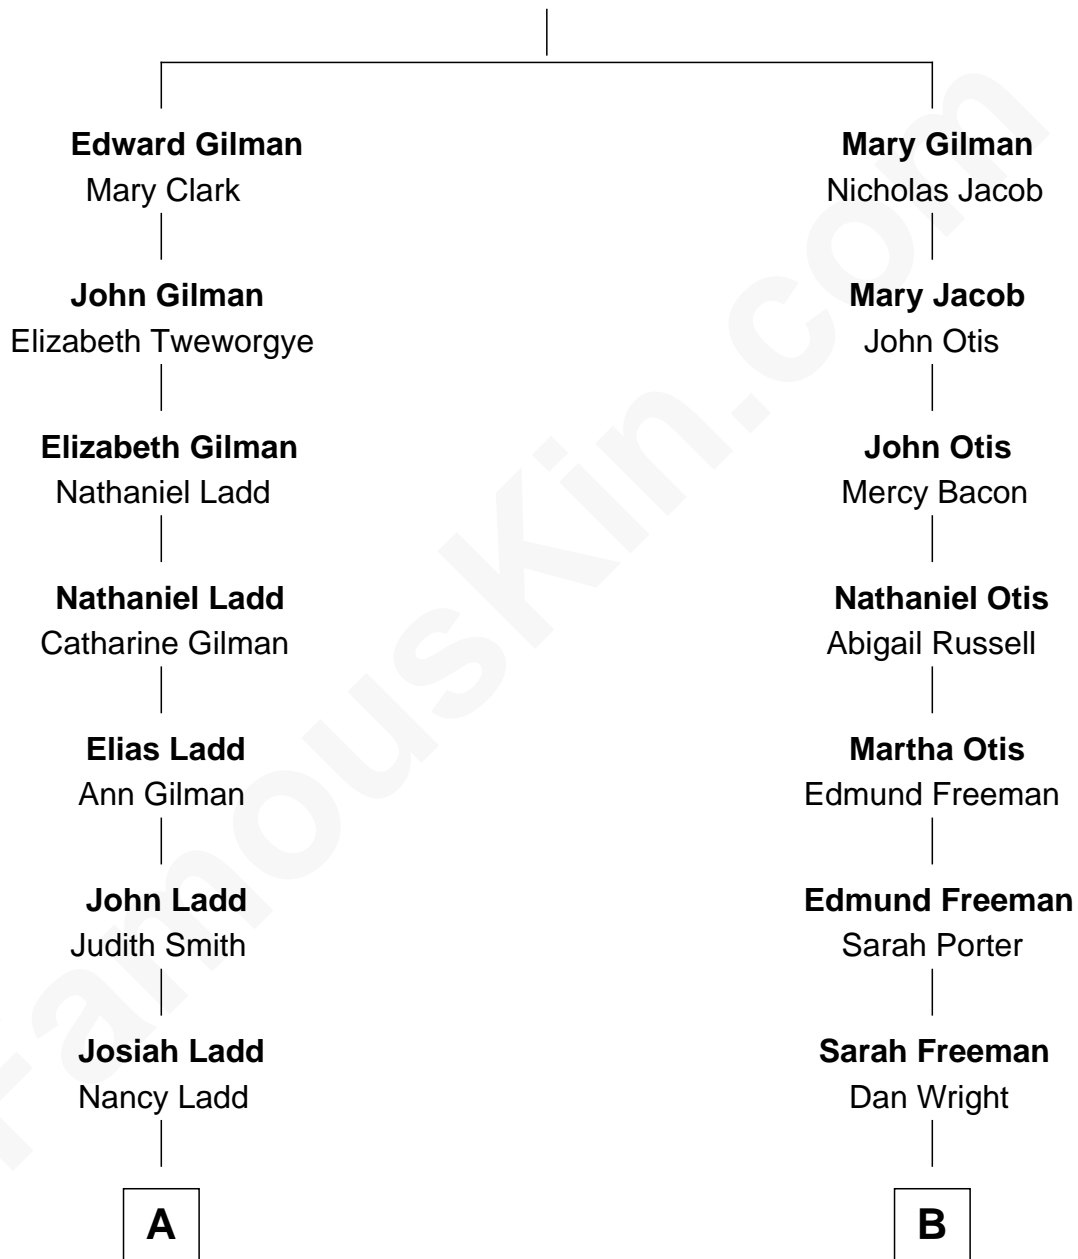 Edward Gilman
Mary Clark
John Gilman
Elizabeth Tweworgye
Elizabeth Gilman
Nathaniel Ladd
Nathaniel Ladd
Catharine Gilman
Elias Ladd
Ann Gilman
John Ladd
Judith Smith
Josiah Ladd
Nancy Ladd
A
Mary Gilman
Nicholas Jacob
Mary Jacob
John Otis
John Otis
Mercy Bacon
Nathaniel Otis
Abigail Russell
Martha Otis
Edmund Freeman
Edmund Freeman
Sarah Porter
Sarah Freeman
Dan Wright
B
FamousKin.com